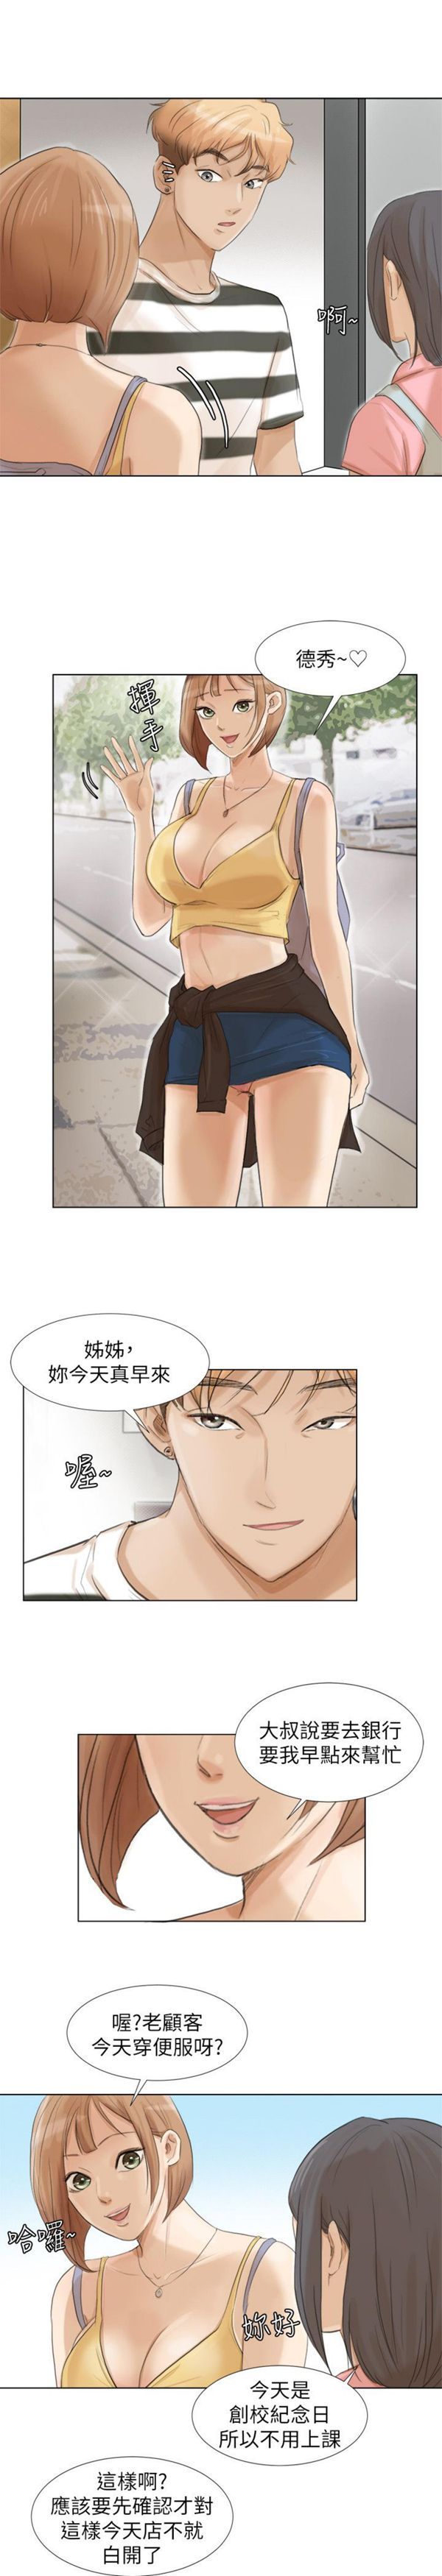 啊~
德秀~♡
揮手
姊姊,
妳今天真早來
喔~
大叔說要去銀行
要我早點來幫忙
喔?老顧客
今天穿便服呀?
哈囉~
妳好
今天是
創校紀念日
所以不用上課
這樣啊?
應該要先確認才對
這樣今天店不就
白開了